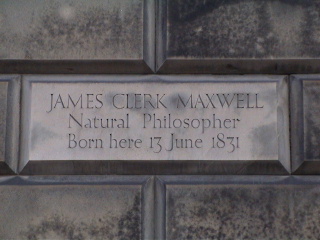 JAMES CLERK MAXWELL
Natural Philosopher
Born here 13 June 1831